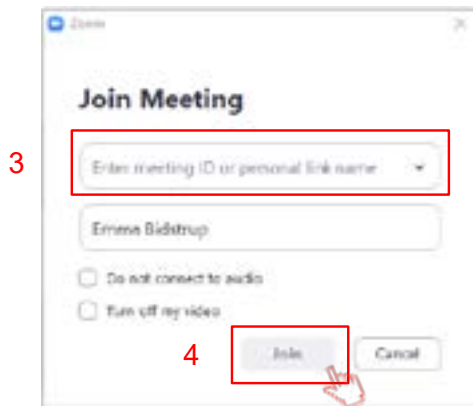 Zoom
Join Meeting
3
Enter meeting ID or personal link name
Emma Bidstrup
Do not connect to audio
Turn off my video
4
Join
Cancel